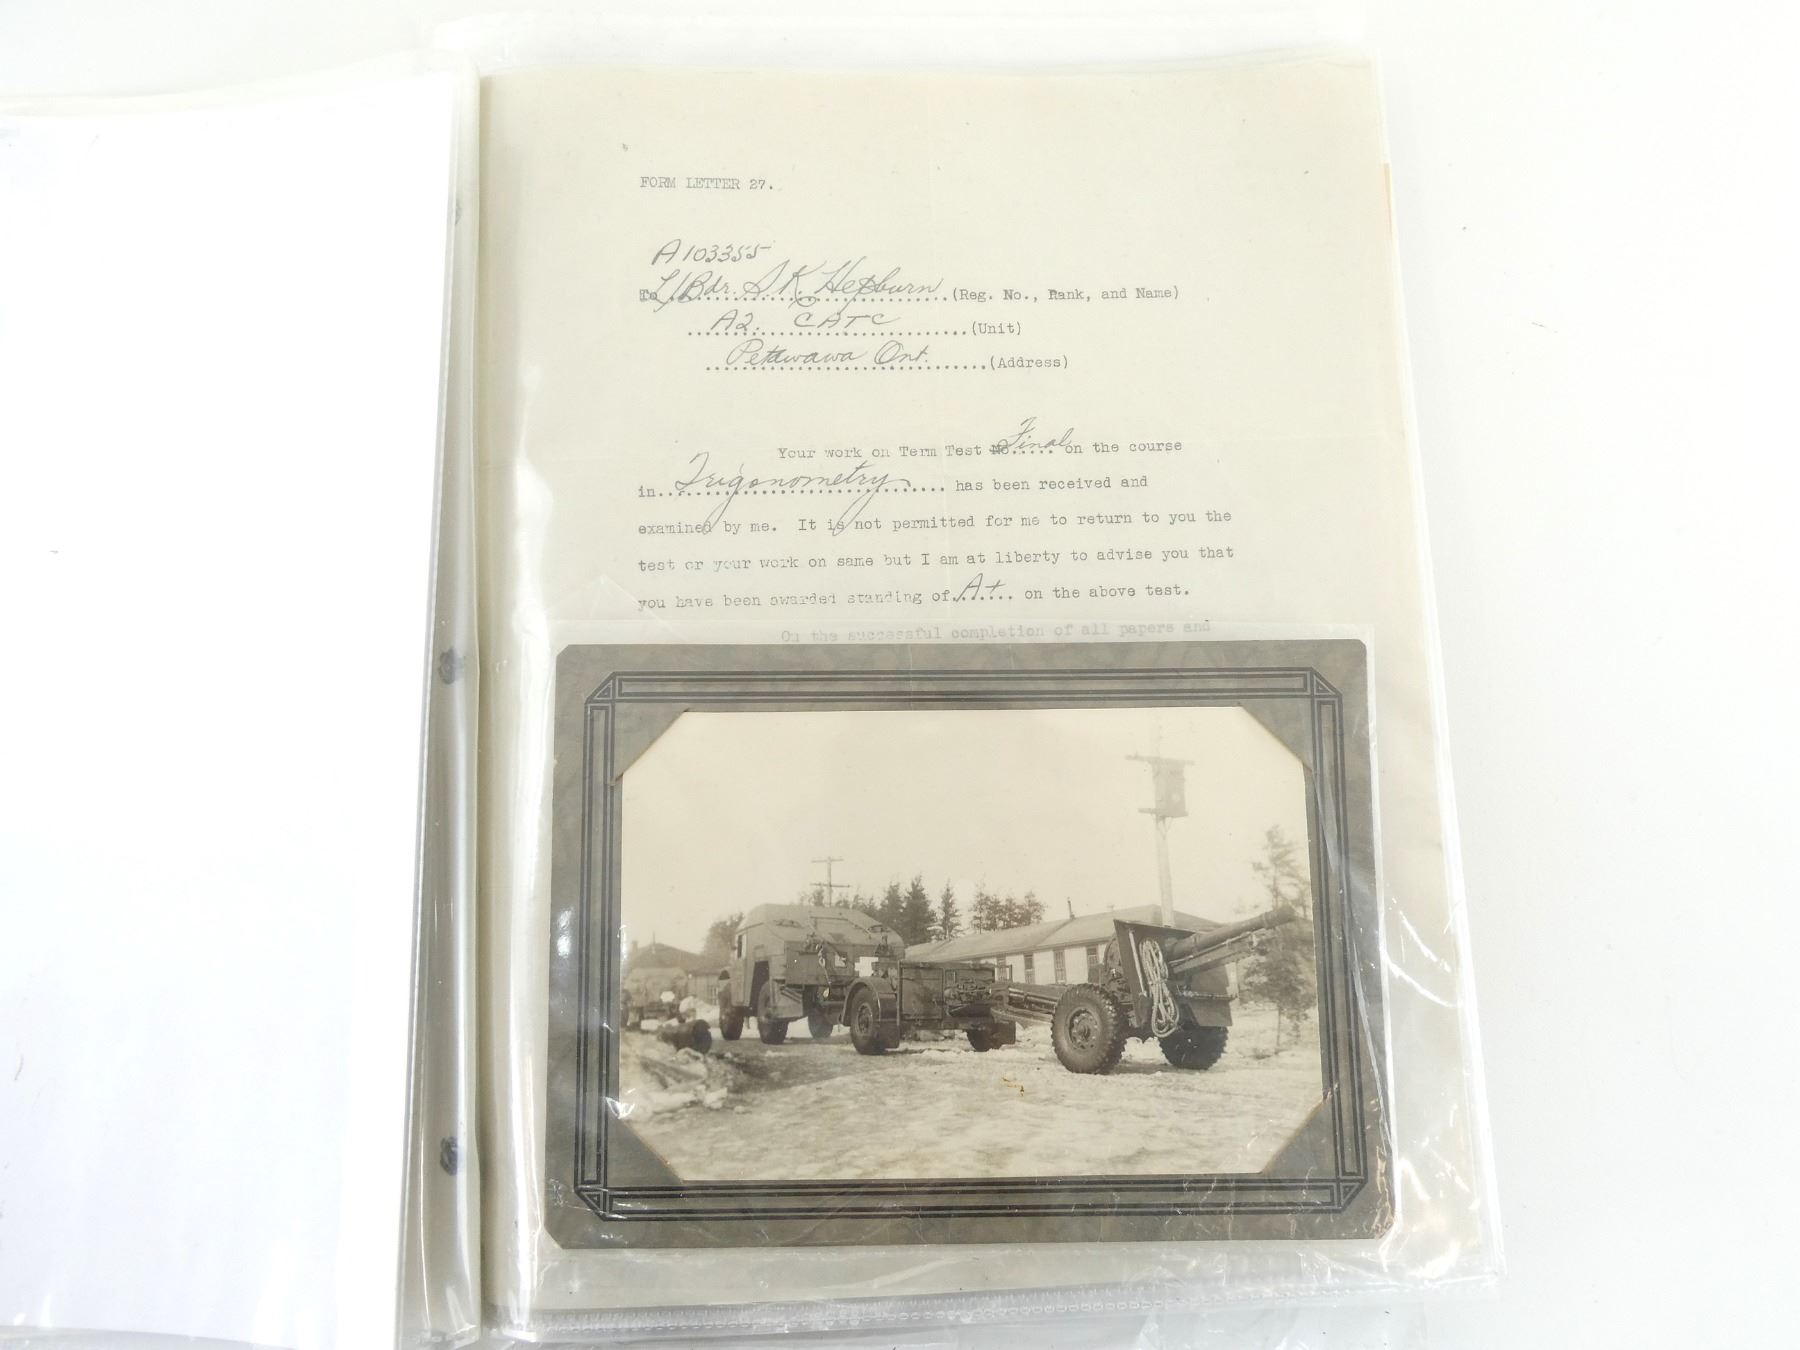 FORM LETTER 27.
A103355
To L/Bdr. S. K. Hepburn (Reg. No., Rank, and Name)
A2. CATC (Unit)
Petawawa Ont. (Address)
Your work on Term Test No. Final on the course
in Trigonometry has been received and
examined by me. It is not permitted for me to return to you the
test or your work on same but I am at liberty to advise you that
you have been awarded standing of A+ on the above test.
On the successful completion of all papers and